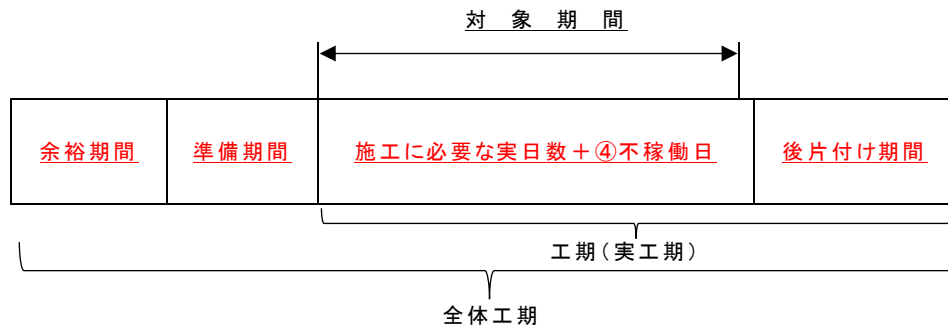 対　象　期　間
余裕期間
準備期間
施工に必要な実日数＋④不稼働日
後片付け期間
工期（実工期）
全体工期